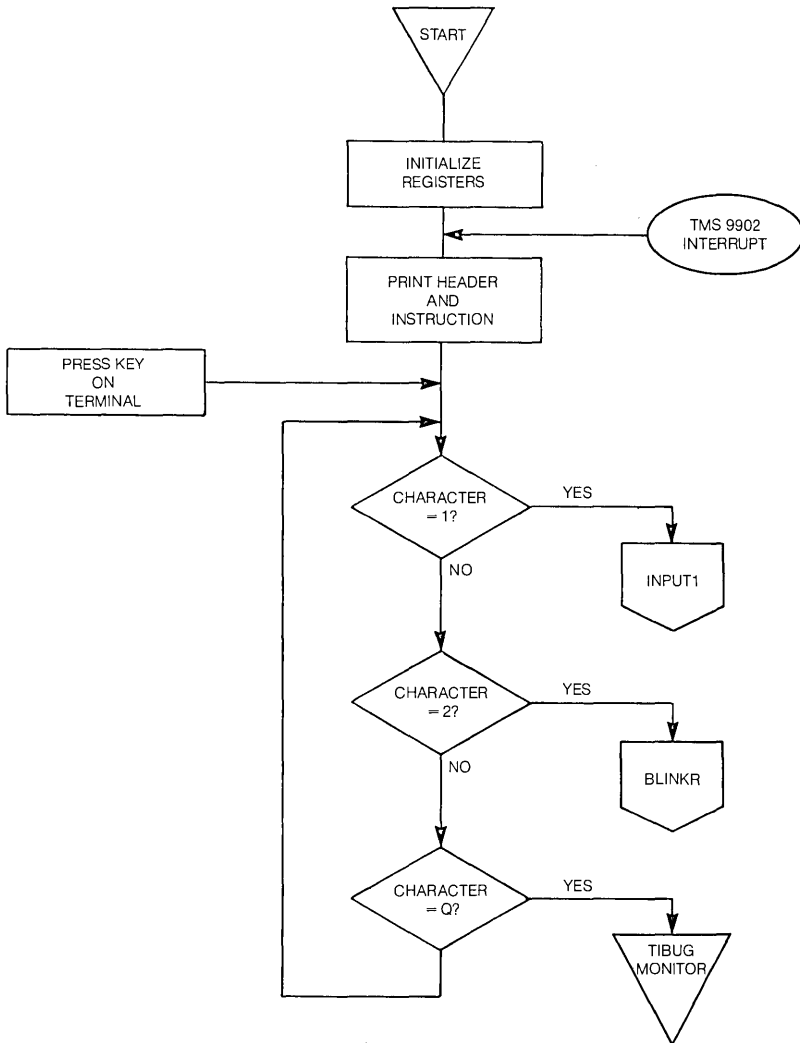 START
INITIALIZE
REGISTERS
TMS 9902
INTERRUPT
PRINT HEADER
AND
INSTRUCTION
PRESS KEY
ON
TERMINAL
CHARACTER
= 1?
YES
INPUT1
NO
CHARACTER
= 2?
YES
BLINKR
NO
CHARACTER
= Q?
YES
TIBUG
MONITOR